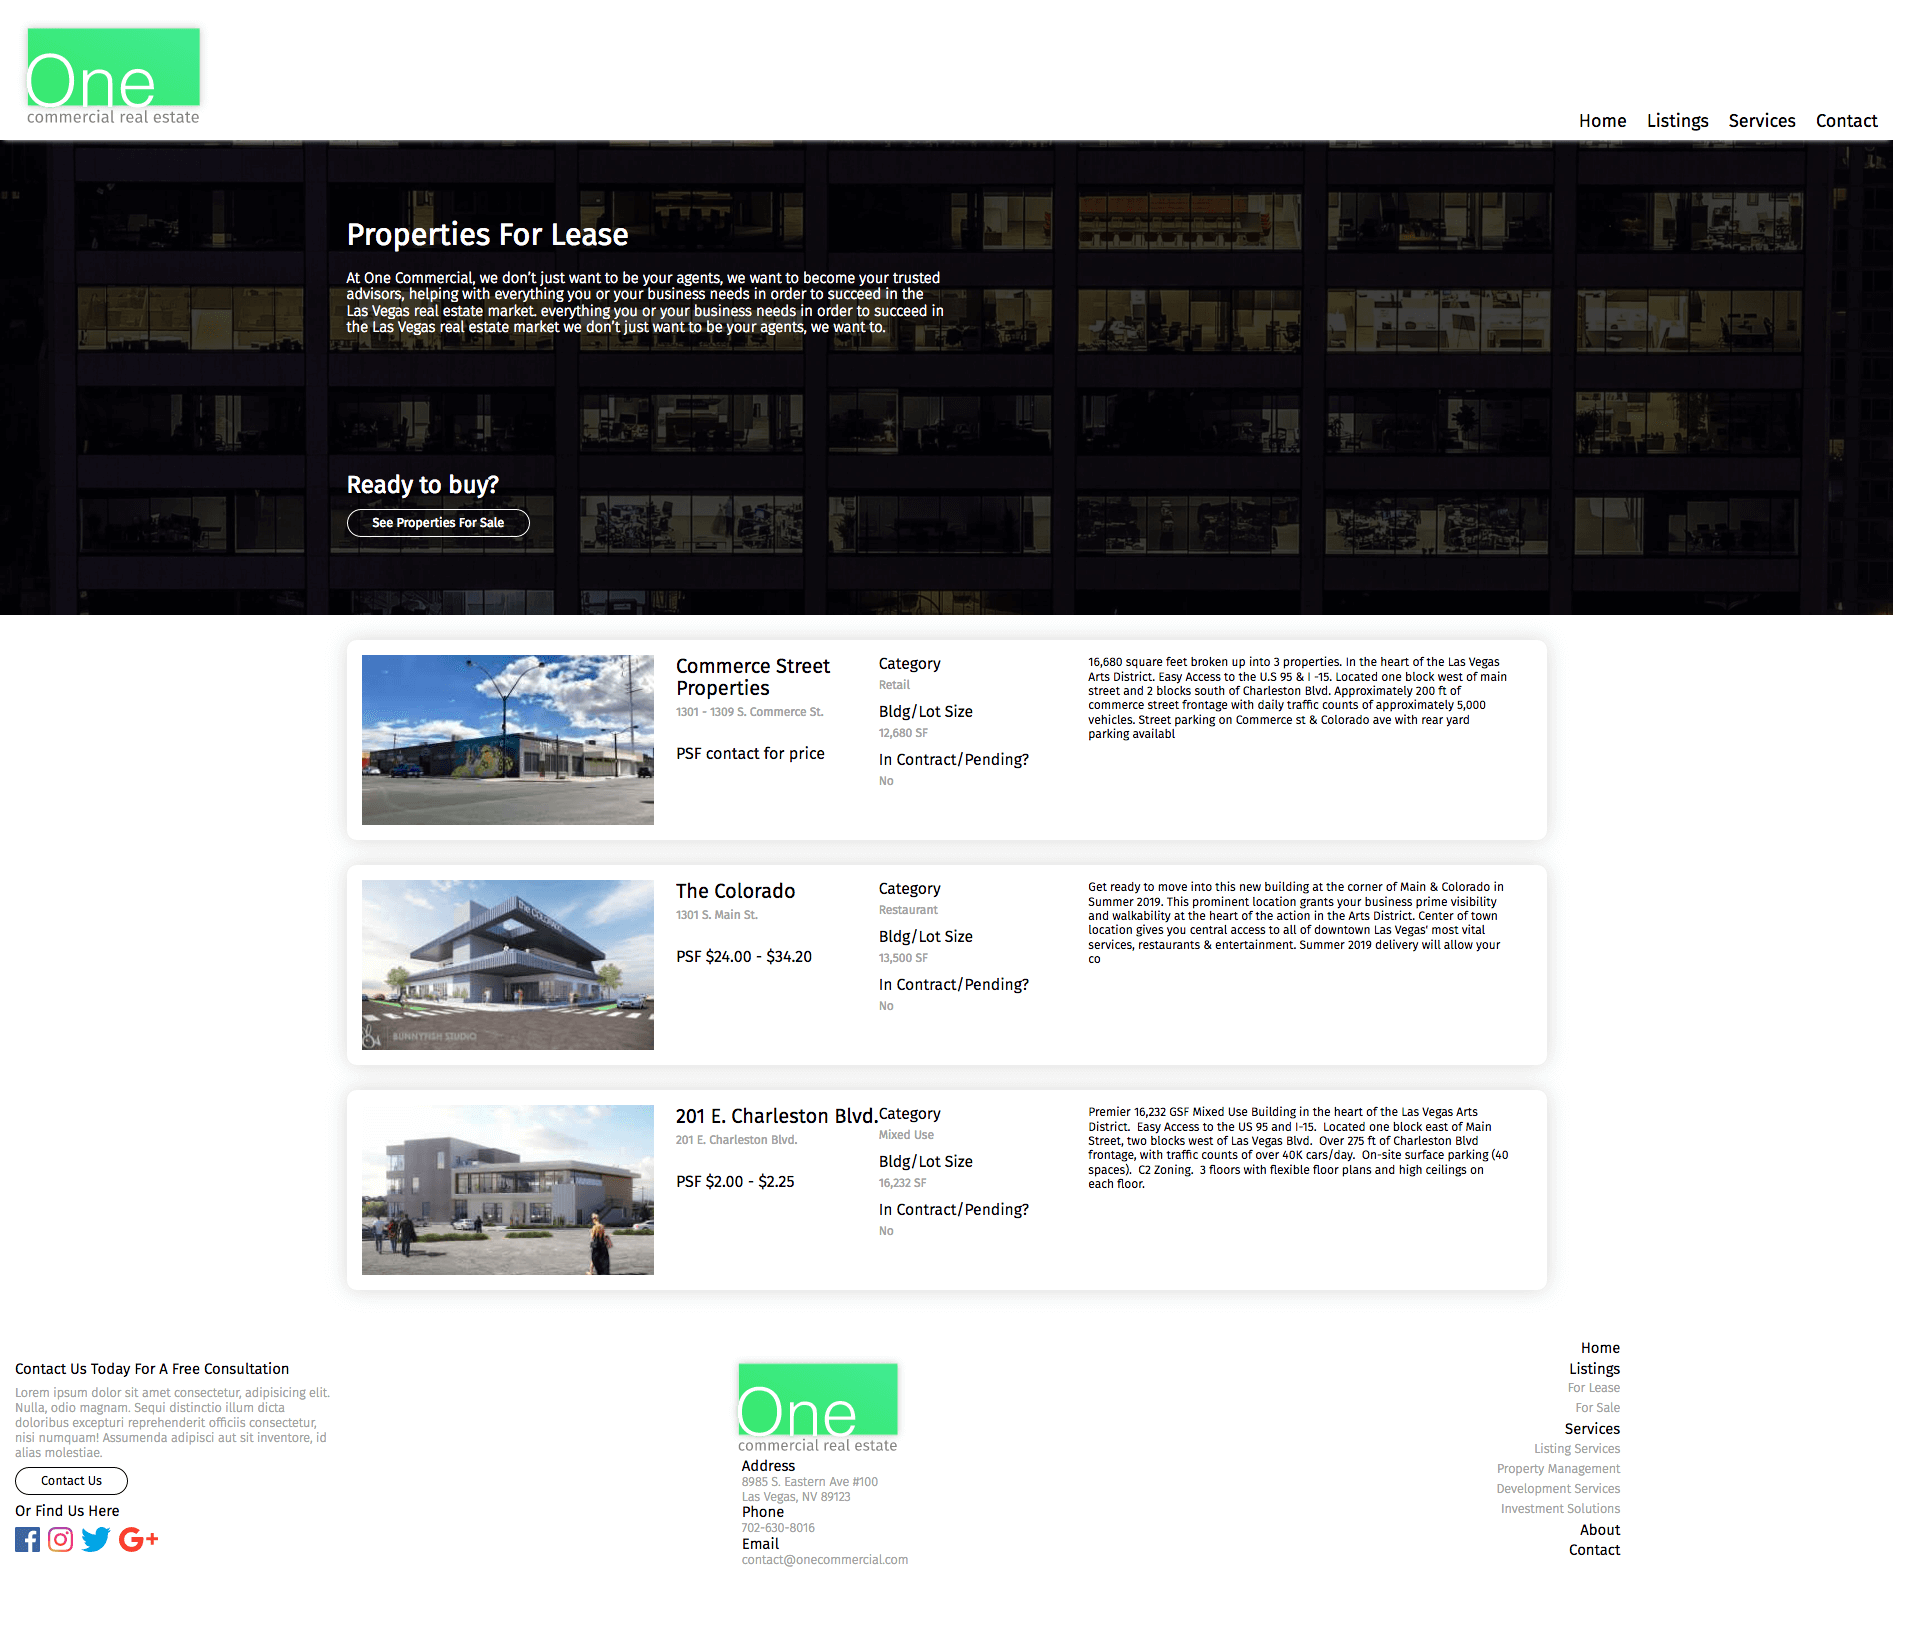 One
commercial real estate
Home Listings Services Contact
Properties For Lease
At One Commercial, we don't just want to be your agents, we want to become your trusted
advisors, helping with everything you or your business needs in order to succeed in the
Las Vegas real estate market. everything you or your business needs in order to succeed in
the Las Vegas real estate market we don't just want to be your agents, we want to.
Ready to buy?
See Properties For Sale
Commerce Street
Properties
1301 - 1309 S. Commerce St.
PSF contact for price
Category
Retail
Bldg/Lot Size
12,680 SF
In Contract/Pending?
No
16,680 square feet broken up into 3 properties. In the heart of the Las Vegas
Arts District. Easy Access to the U.S 95 & I -15. Located one block west of main
street and 2 blocks south of Charleston Blvd. Approximately 200 ft of
commerce street frontage with daily traffic counts of approximately 5,000
vehicles. Street parking on Commerce st & Colorado ave with rear yard
parking availabl
the Colorado
BUNNYFISH STUDIO
The Colorado
1301 S. Main St.
PSF $24.00 - $34.20
Category
Restaurant
Bldg/Lot Size
13,500 SF
In Contract/Pending?
No
Get ready to move into this new building at the corner of Main & Colorado in
Summer 2019. This prominent location grants your business prime visibility
and walkability at the heart of the action in the Arts District. Center of town
location gives you central access to all of downtown Las Vegas' most vital
services, restaurants & entertainment. Summer 2019 delivery will allow your
co
201 E. Charleston Blvd.
201 E. Charleston Blvd.
PSF $2.00 - $2.25
Category
Mixed Use
Bldg/Lot Size
16,232 SF
In Contract/Pending?
No
Premier 16,232 GSF Mixed Use Building in the heart of the Las Vegas Arts
District. Easy Access to the US 95 and I-15. Located one block east of Main
Street, two blocks west of Las Vegas Blvd. Over 275 ft of Charleston Blvd
frontage, with traffic counts of over 40K cars/day. On-site surface parking (40
spaces). C2 Zoning. 3 floors with flexible floor plans and high ceilings on
each floor.
Contact Us Today For A Free Consultation
Lorem ipsum dolor sit amet consectetur, adipisicing elit.
Nulla, odio magnam. Sequi distinctio illum dicta
doloribus excepturi reprehenderit officiis consectetur,
nisi numquam! Assumenda adipisci aut sit inventore, id
alias molestiae.
Contact Us
Or Find Us Here
One
commercial real estate
Address
8985 S. Eastern Ave #100
Las Vegas, NV 89123
Phone
702-630-8016
Email
contact@onecommercial.com
Home
Listings
For Lease
For Sale
Services
Listing Services
Property Management
Development Services
Investment Solutions
About
Contact